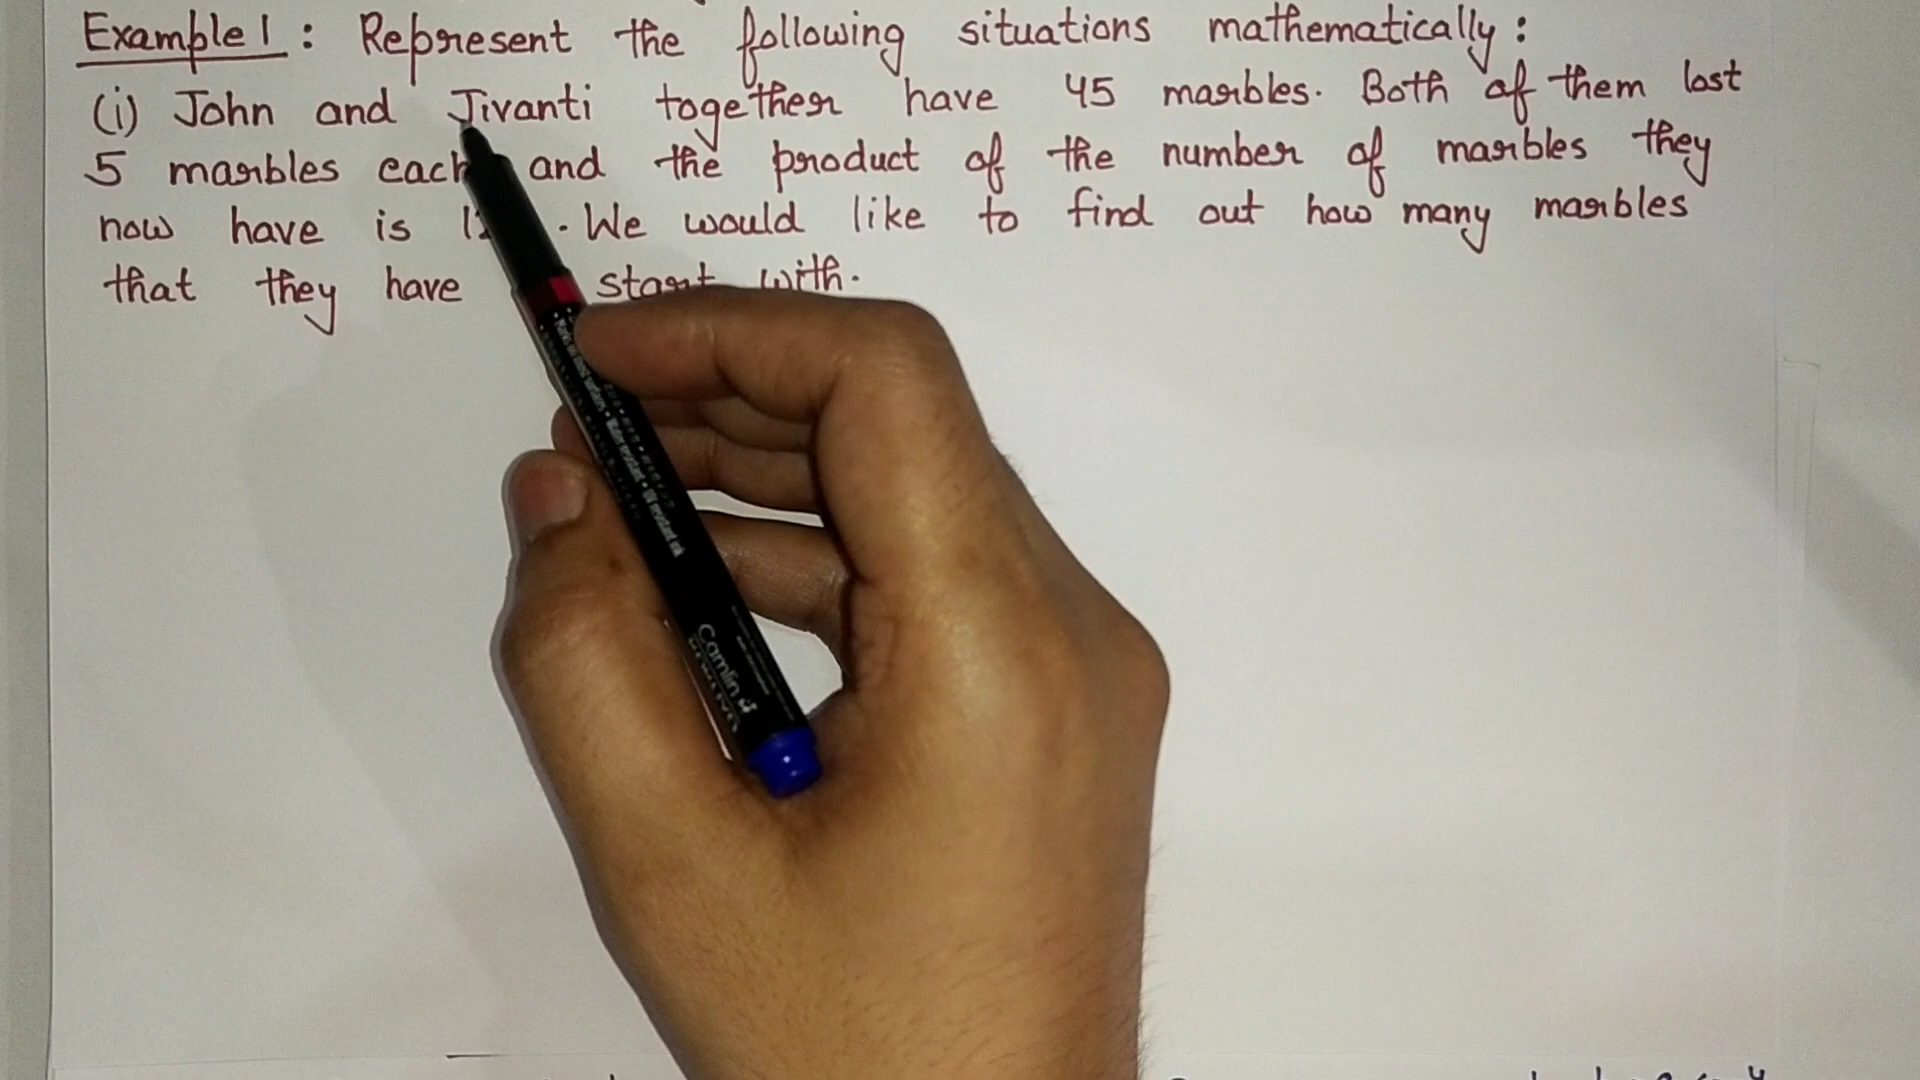 Example 1 : Represent the following situations mathematically :
(i) John and Jivanti together have 45 marbles. Both of them lost
5 marbles each and the product of the number of marbles they
now have is . We would like to find out how many marbles
that they have start with.
Camlin